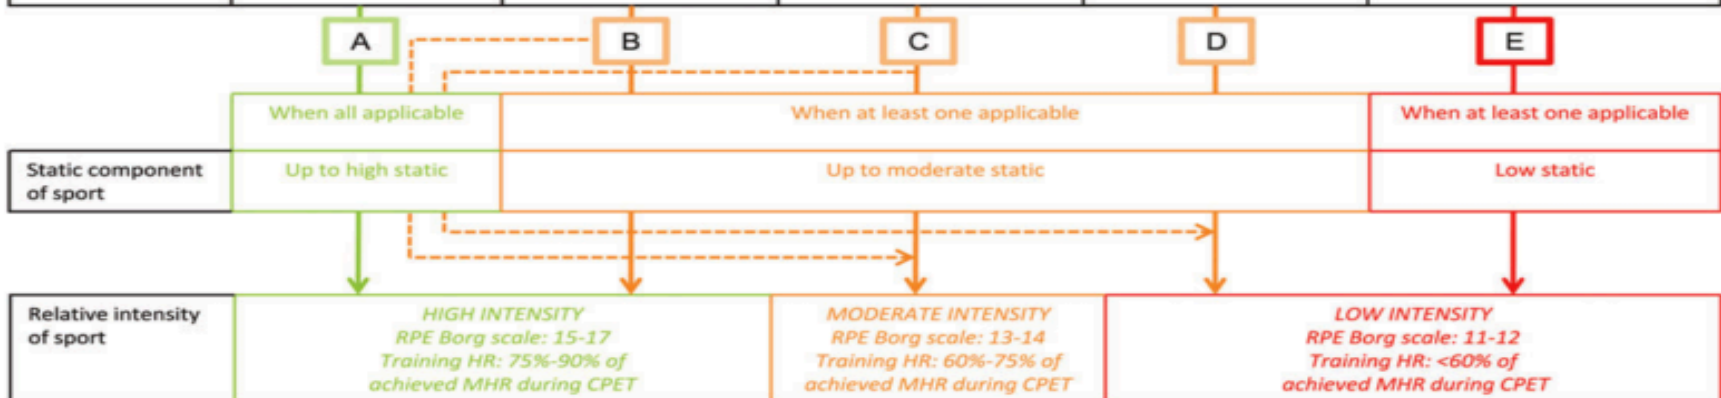 A
B
C
D
E
When all applicable
When at least one applicable
When at least one applicable
Static component
of sport
Up to high static
Up to moderate static
Low static
Relative intensity
of sport
HIGH INTENSITY
RPE Borg scale: 15-17
Training HR: 75%-90% of
achieved MHR during CPET
MODERATE INTENSITY
RPE Borg scale: 13-14
Training HR: 60%-75% of
achieved MHR during CPET
LOW INTENSITY
RPE Borg scale: 11-12
Training HR: <60% of
achieved MHR during CPET